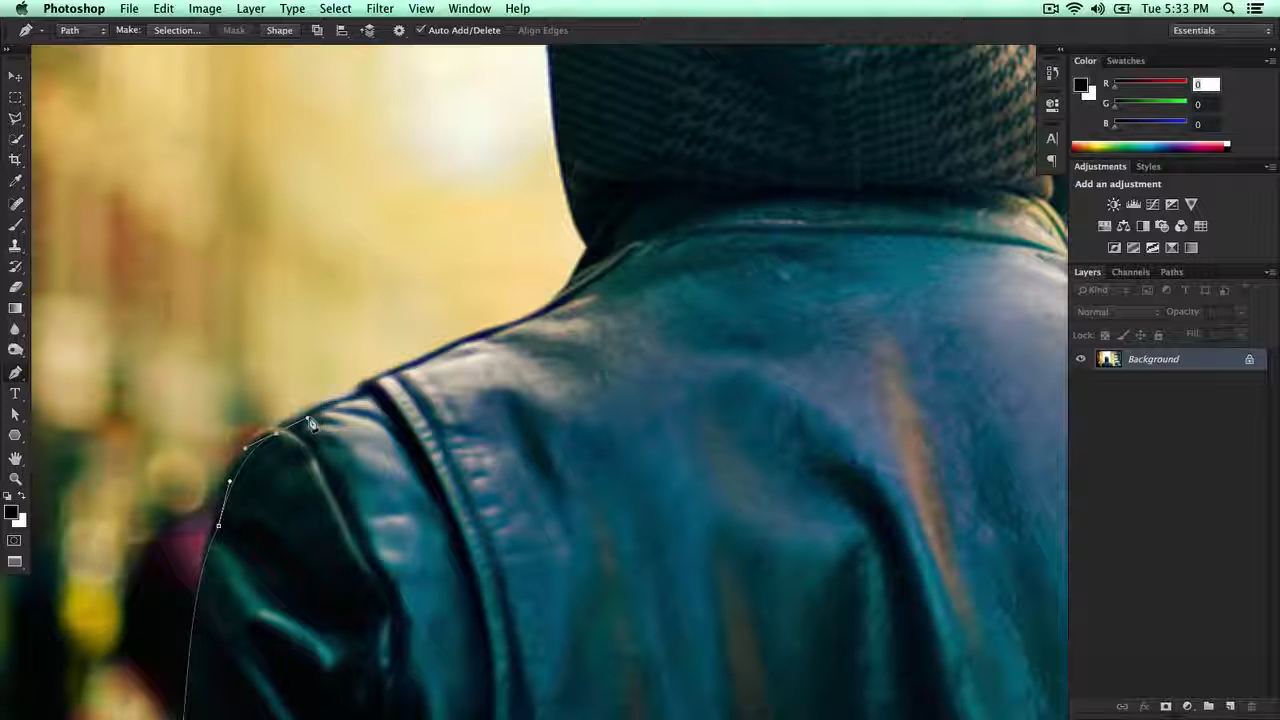 Photoshop File Edit Image Layer Type Select Filter View Window Help Tue 5:33 PM
Path Make: Selection... Mask Shape Auto Add/Delete Align Edges Essentials
Color Swatches
R 0
G 0
B 0
Adjustments Styles
Add an adjustment
Layers Channels Paths
Kind
Normal Opacity:
Lock: Fill:
Background